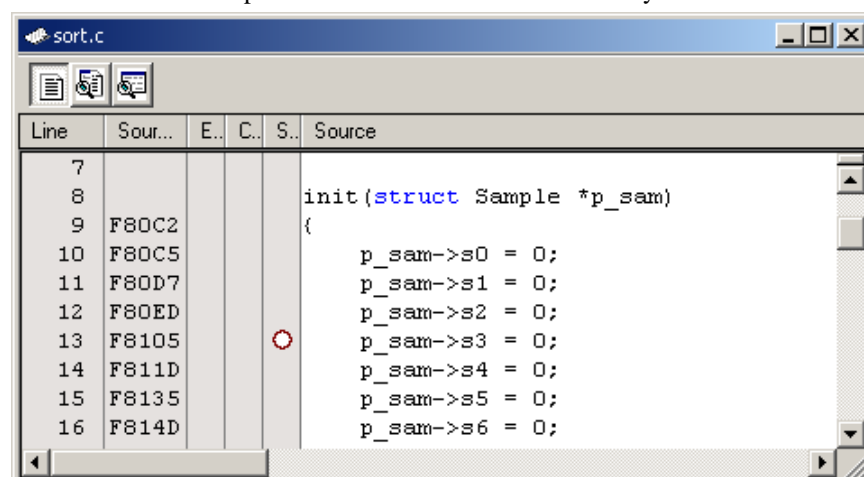 sort.c
Line Sour... E.. C.. S.. Source
7
8 init(struct Sample *p_sam)
9 F80C2 {
10 F80C5 p_sam->s0 = 0;
11 F80D7 p_sam->s1 = 0;
12 F80ED p_sam->s2 = 0;
13 F8105 p_sam->s3 = 0;
14 F811D p_sam->s4 = 0;
15 F8135 p_sam->s5 = 0;
16 F814D p_sam->s6 = 0;